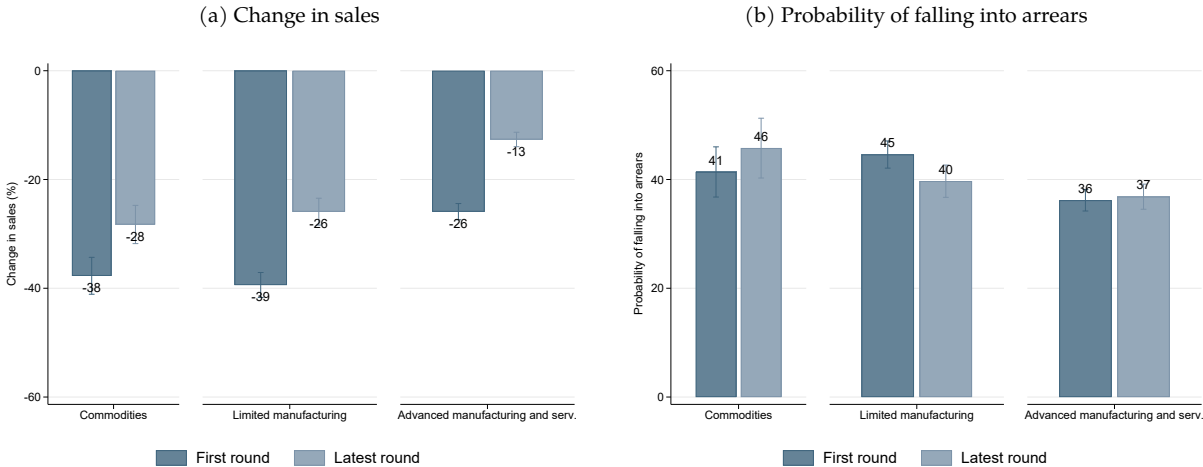 (a) Change in sales
0
-20
-40
-60
Change in sales (%)
-38
-28
-39
-26
-26
-13
Commodities
Limited manufacturing
Advanced manufacturing and serv.
First round
Latest round
(b) Probability of falling into arrears
60
40
20
0
Probability of falling into arrears
41
46
45
40
36
37
Commodities
Limited manufacturing
Advanced manufacturing and serv.
First round
Latest round